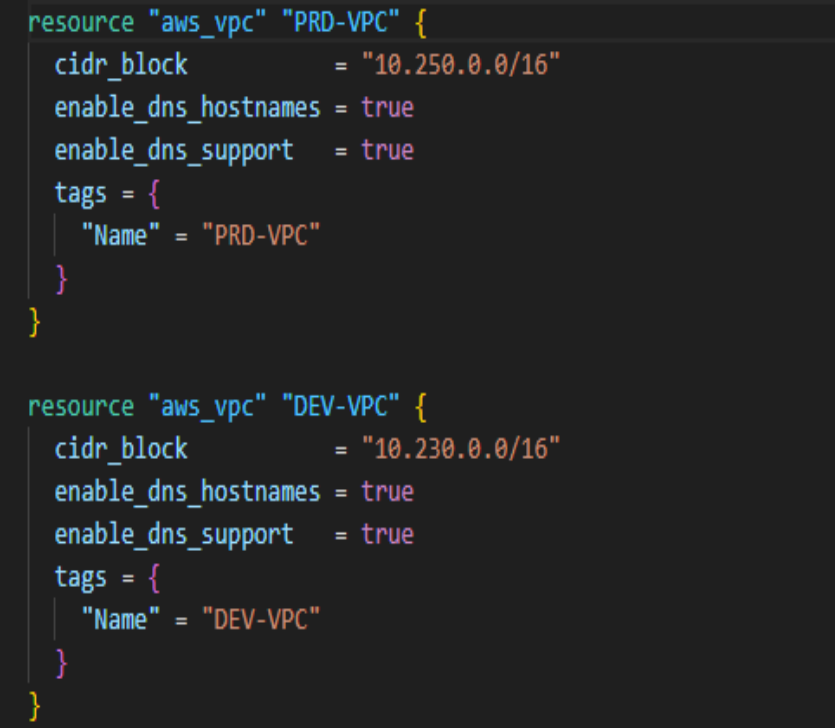 resource "aws_vpc" "PRD-VPC" {
  cidr_block           = "10.250.0.0/16"
  enable_dns_hostnames = true
  enable_dns_support   = true
  tags = {
    "Name" = "PRD-VPC"
  }
}

resource "aws_vpc" "DEV-VPC" {
  cidr_block           = "10.230.0.0/16"
  enable_dns_hostnames = true
  enable_dns_support   = true
  tags = {
    "Name" = "DEV-VPC"
  }
}